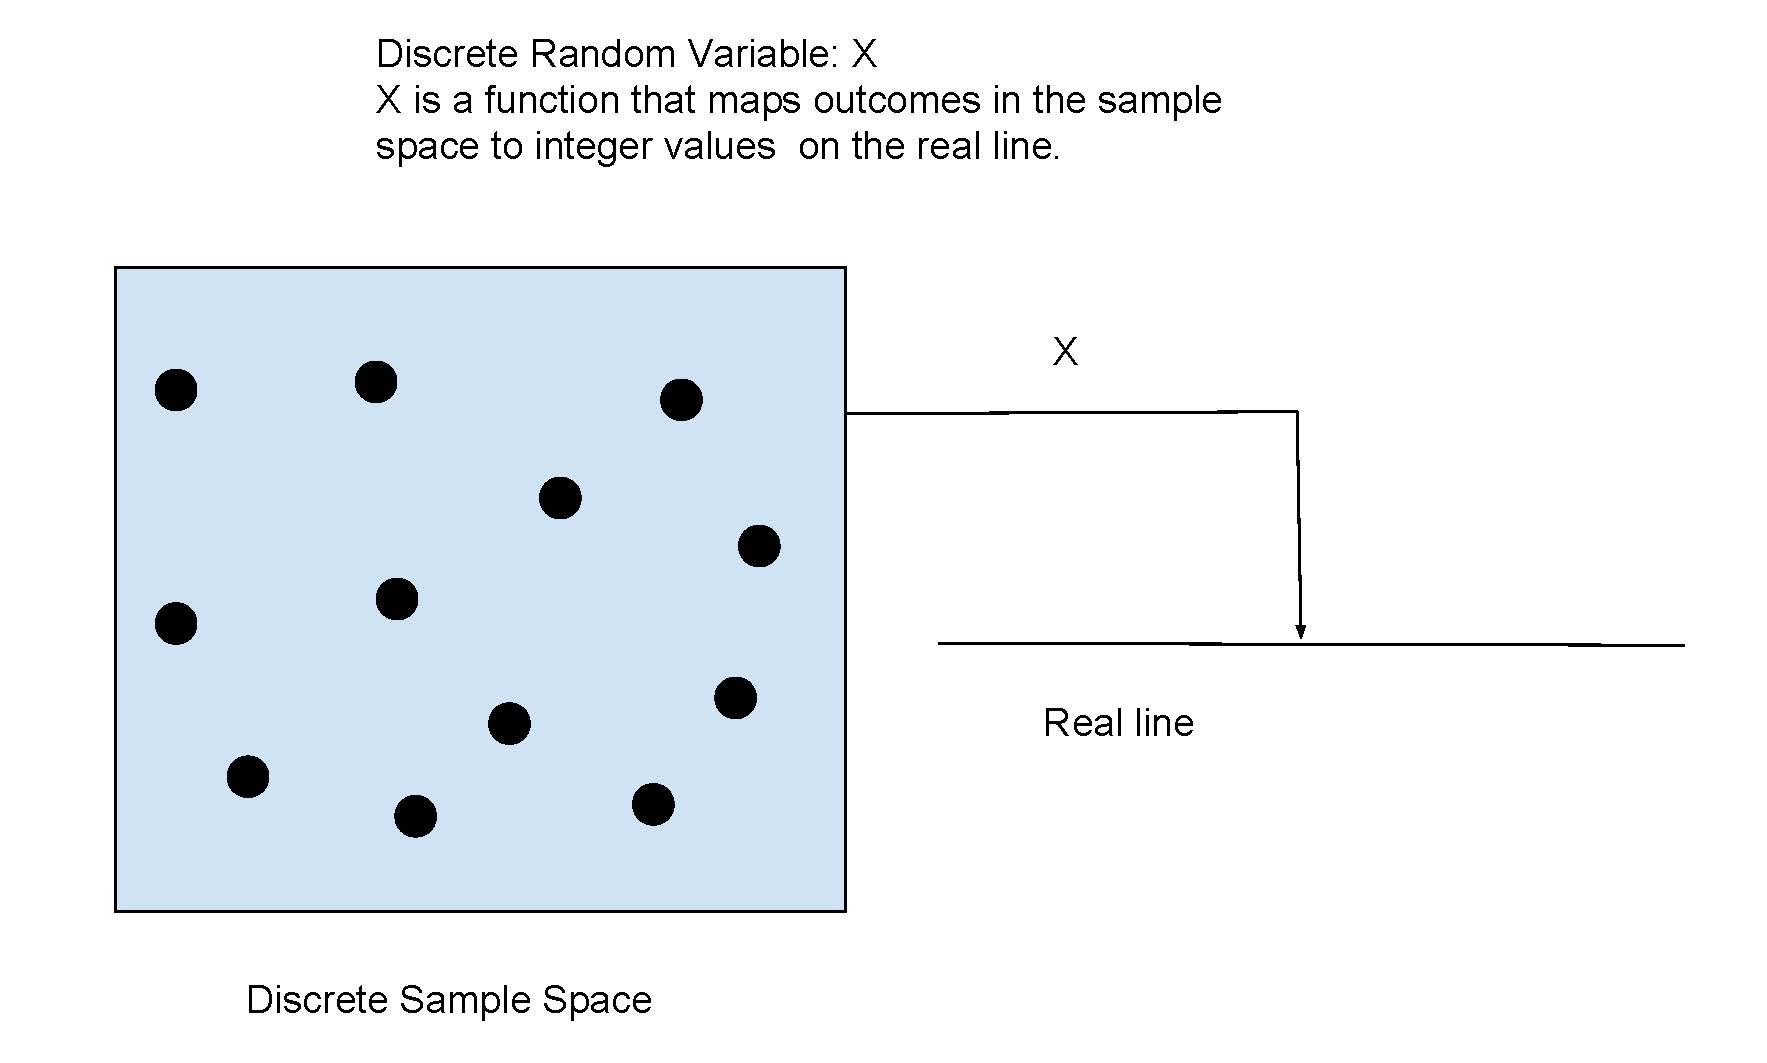 Discrete Random Variable: X
X is a function that maps outcomes in the sample
space to integer values  on the real line.
X
Real line
Discrete Sample Space